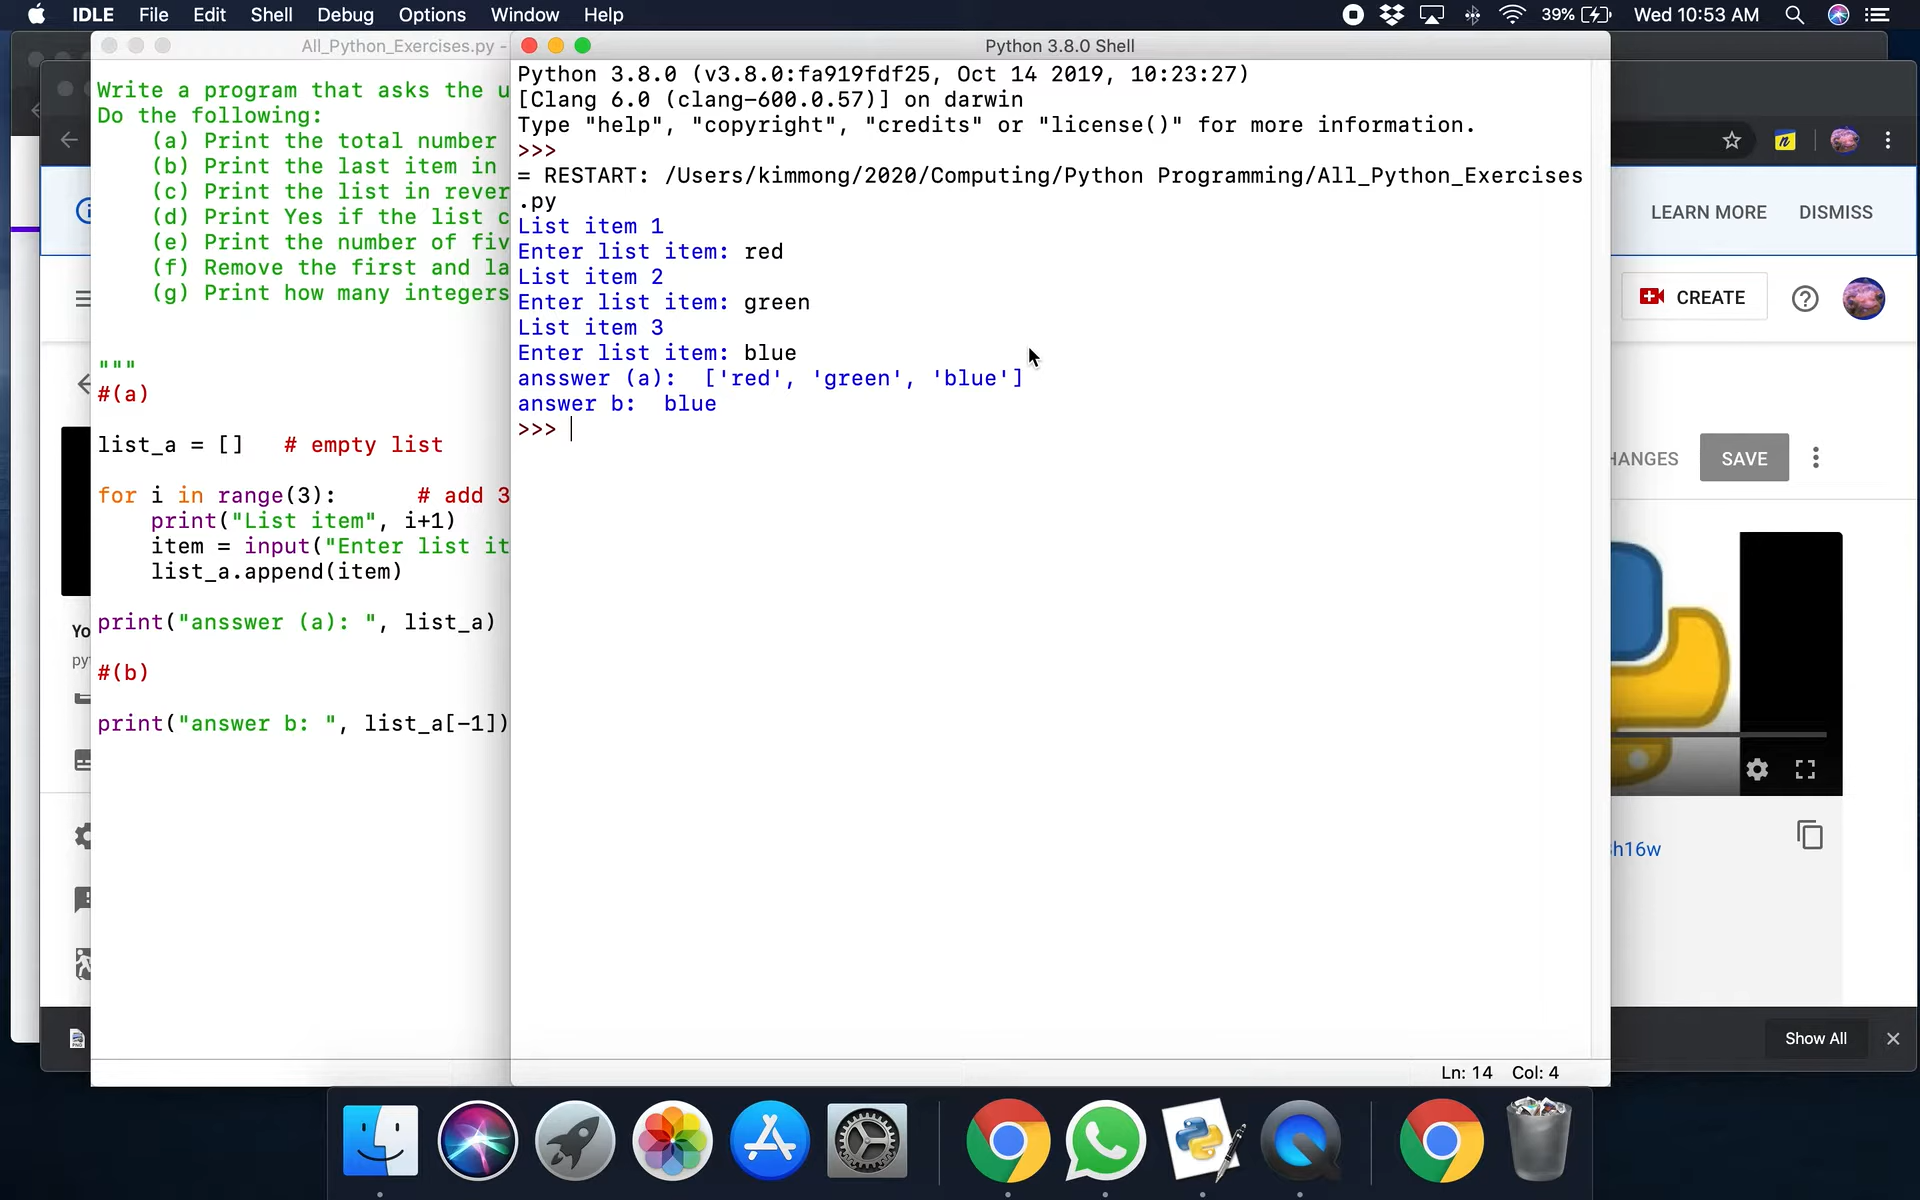 IDLE File Edit Shell Debug Options Window Help
39% Wed 10:53 AM
All_Python_Exercises.py -
Write a program that asks the u
Do the following:
(a) Print the total number
(b) Print the last item in
(c) Print the list in rever
(d) Print Yes if the list c
(e) Print the number of fiv
(f) Remove the first and la
(g) Print how many integers
"""
#(a)
list_a = [] # empty list
for i in range(3): # add 3
print("List item", i+1)
item = input("Enter list it
list_a.append(item)
print("ansswer (a): ", list_a)
#(b)
print("answer b: ", list_a[-1])
Python 3.8.0 Shell
Python 3.8.0 (v3.8.0:fa919fdf25, Oct 14 2019, 10:23:27)
[Clang 6.0 (clang-600.0.57)] on darwin
Type "help", "copyright", "credits" or "license()" for more information.
>>>
= RESTART: /Users/kimmong/2020/Computing/Python Programming/All_Python_Exercises
.py
List item 1
Enter list item: red
List item 2
Enter list item: green
List item 3
Enter list item: blue
ansswer (a):  ['red', 'green', 'blue']
answer b:  blue
>>>
Ln: 14 Col: 4
LEARN MORE DISMISS
CREATE
HANGES SAVE
h16w
Show All
Yo
py